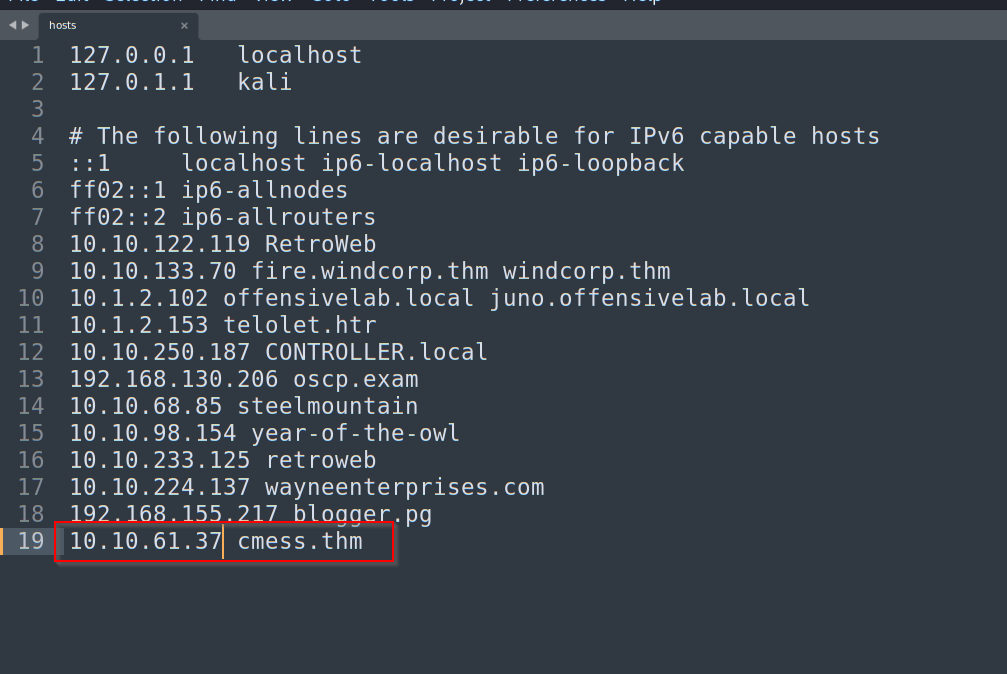 hosts ×
1 127.0.0.1 localhost
2 127.0.1.1 kali
3
4 # The following lines are desirable for IPv6 capable hosts
5 ::1 localhost ip6-localhost ip6-loopback
6 ff02::1 ip6-allnodes
7 ff02::2 ip6-allrouters
8 10.10.122.119 RetroWeb
9 10.10.133.70 fire.windcorp.thm windcorp.thm
10 10.1.2.102 offensivelab.local juno.offensivelab.local
11 10.1.2.153 telolet.htr
12 10.10.250.187 CONTROLLER.local
13 192.168.130.206 oscp.exam
14 10.10.68.85 steelmountain
15 10.10.98.154 year-of-the-owl
16 10.10.233.125 retroweb
17 10.10.224.137 wayneenterprises.com
18 192.168.155.217 blogger.pg
19 10.10.61.37 cmess.thm